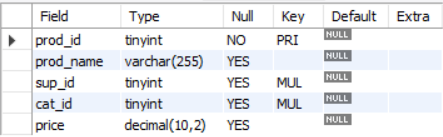 Field Type Null Key Default Extra
prod_id tinyint NO PRI NULL
prod_name varchar(255) YES NULL
sup_id tinyint YES MUL NULL
cat_id tinyint YES MUL NULL
price decimal(10,2) YES NULL